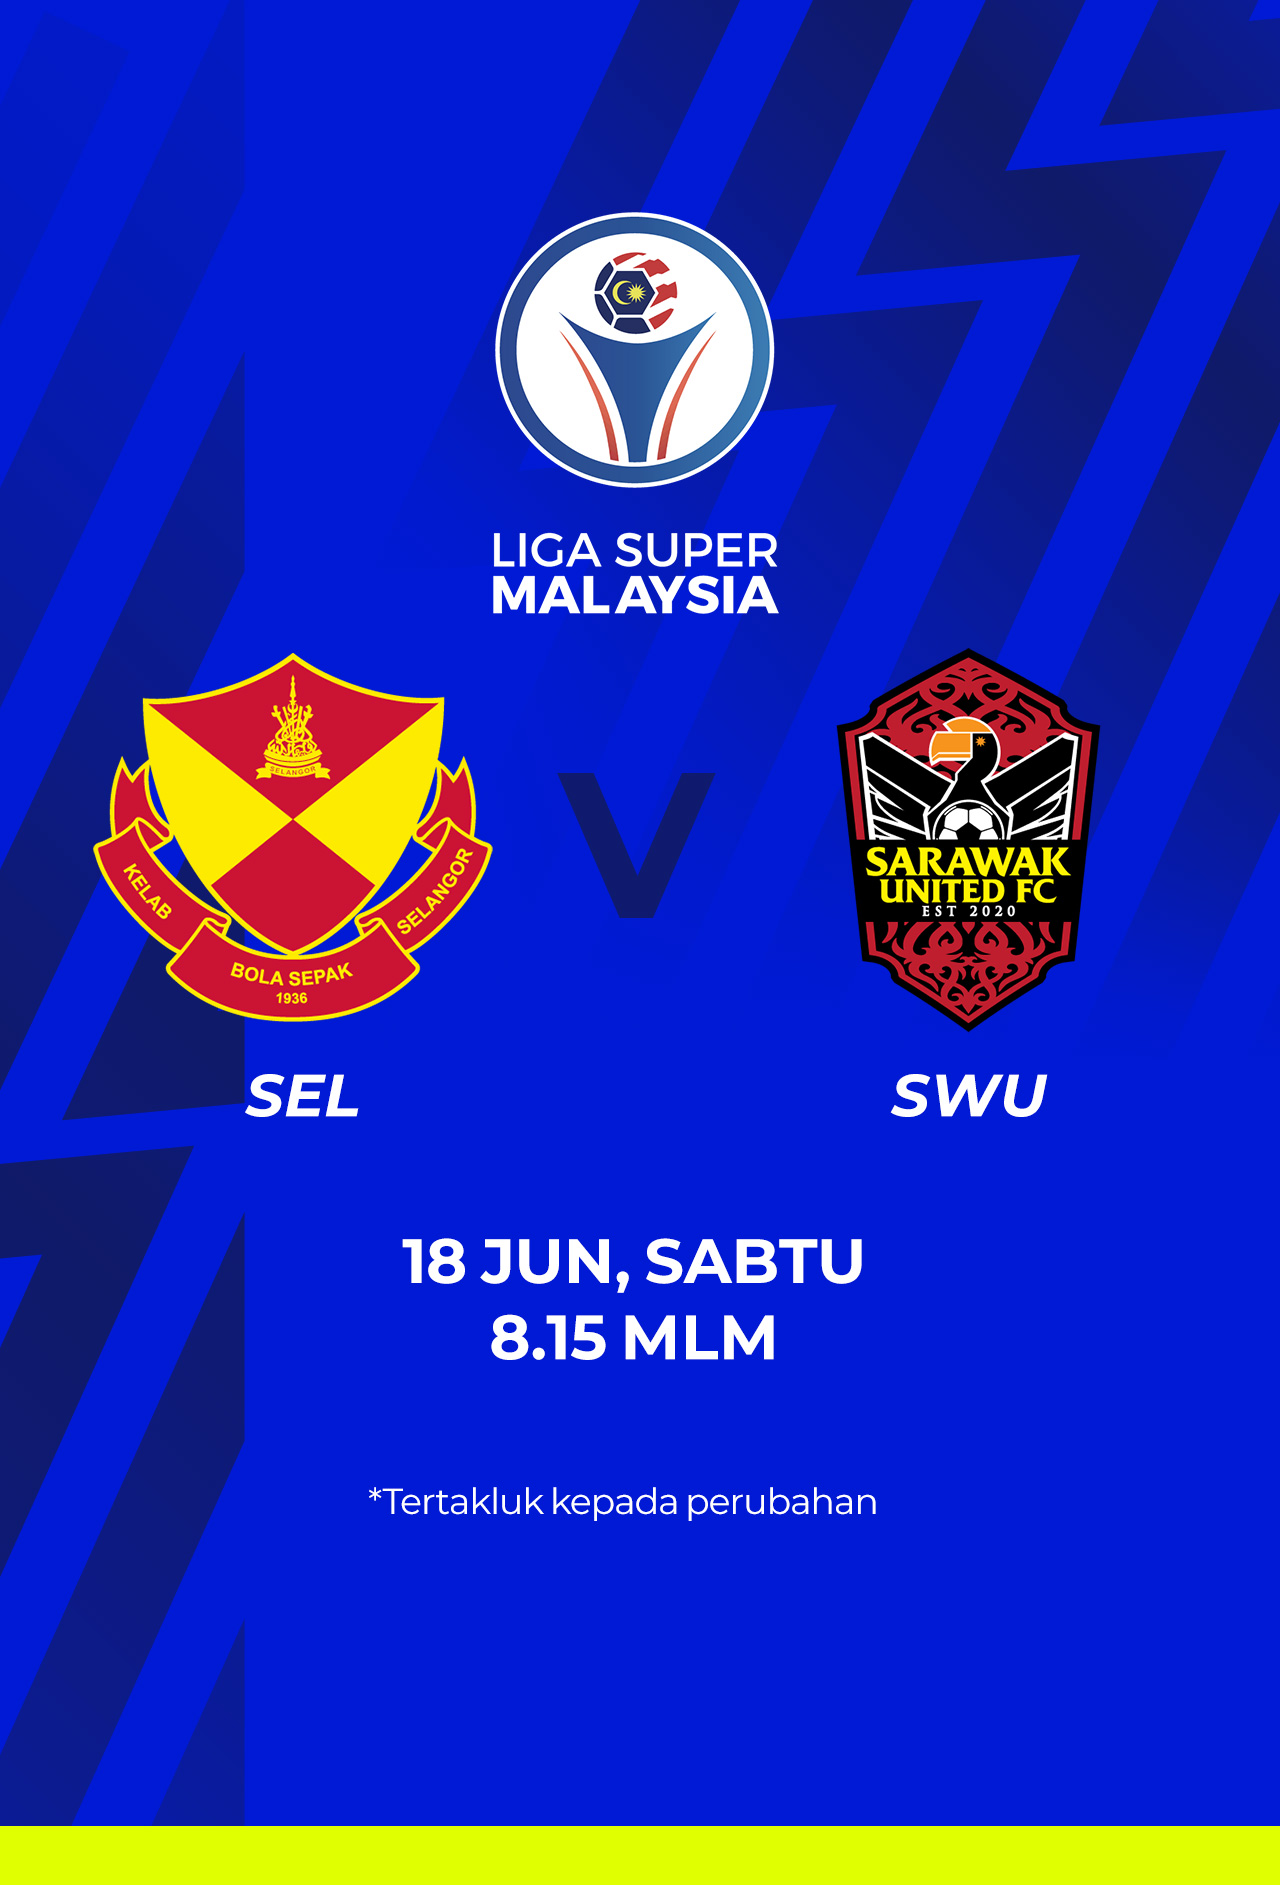 LIGA SUPER
MALAYSIA
SELANGOR
KELAB
BOLA SEPAK
1936
SELANGOR
SARAWAK
UNITED FC
EST 2020
V
SEL
SWU
18 JUN, SABTU
8.15 MLM
*Tertakluk kepada perubahan